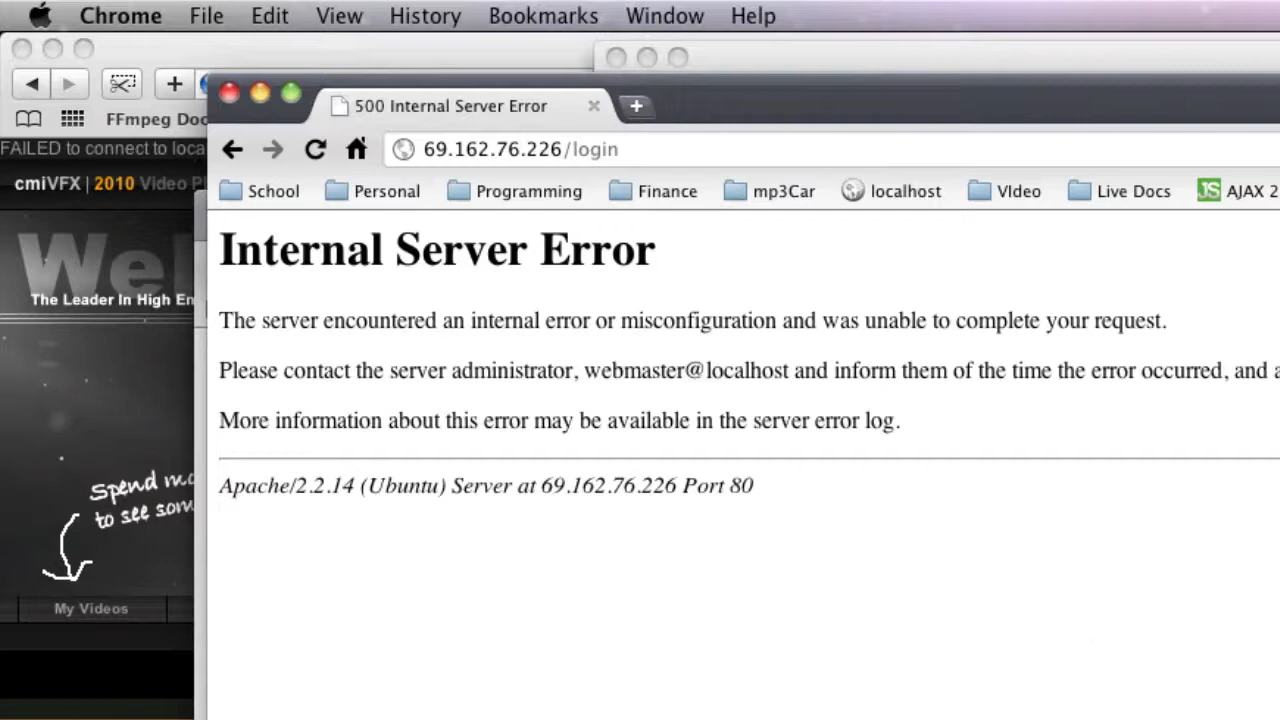 Chrome File Edit View History Bookmarks Window Help
500 Internal Server Error
FFmpeg Doc
69.162.76.226/login
FAILED to connect to loca
School Personal Programming Finance mp3Car localhost VIdeo Live Docs JS AJAX 2
cmiVFX | 2010 Video P
Internal Server Error
The Leader In High En
The server encountered an internal error or misconfiguration and was unable to complete your request.
Please contact the server administrator, webmaster@localhost and inform them of the time the error occurred, and a
More information about this error may be available in the server error log.
Apache/2.2.14 (Ubuntu) Server at 69.162.76.226 Port 80
Spend mo
to see som
My Videos